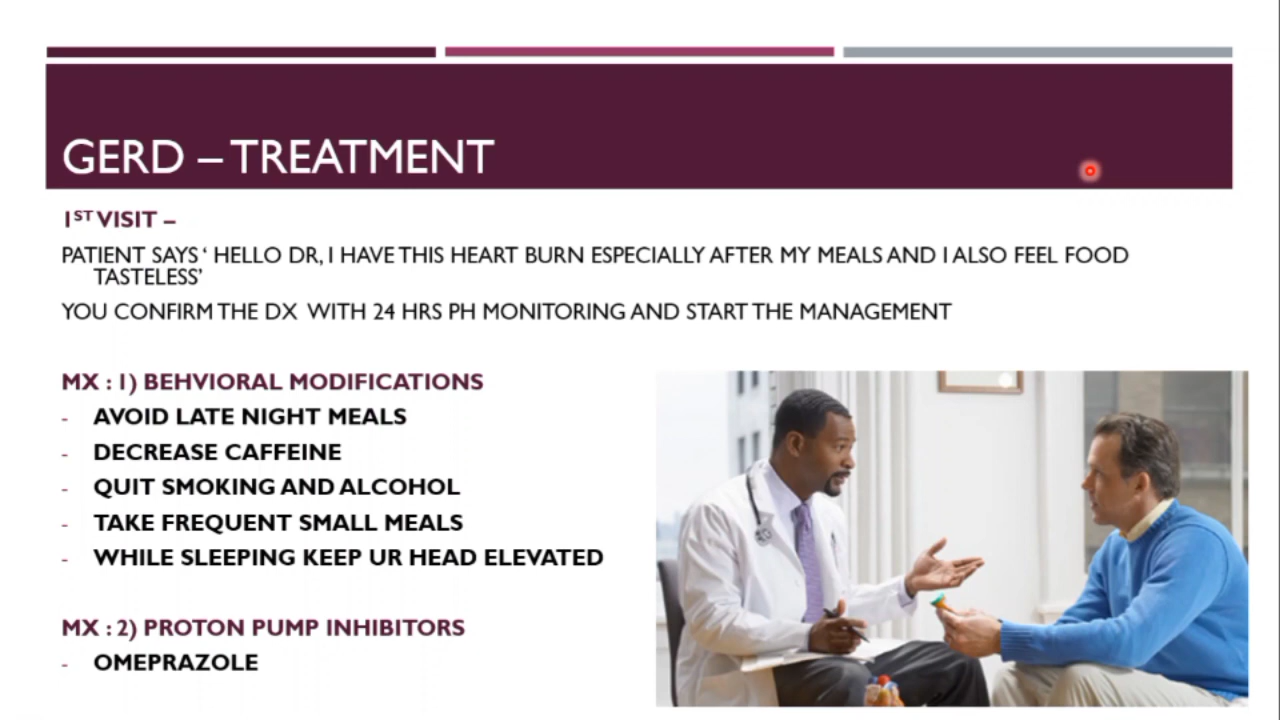 GERD – TREATMENT
1ST VISIT –
PATIENT SAYS ‘ HELLO DR, I HAVE THIS HEART BURN ESPECIALLY AFTER MY MEALS AND I ALSO FEEL FOOD
TASTELESS’
YOU CONFIRM THE DX WITH 24 HRS PH MONITORING AND START THE MANAGEMENT
MX : 1) BEHVIORAL MODIFICATIONS
- AVOID LATE NIGHT MEALS
- DECREASE CAFFEINE
- QUIT SMOKING AND ALCOHOL
- TAKE FREQUENT SMALL MEALS
- WHILE SLEEPING KEEP UR HEAD ELEVATED
MX : 2) PROTON PUMP INHIBITORS
- OMEPRAZOLE